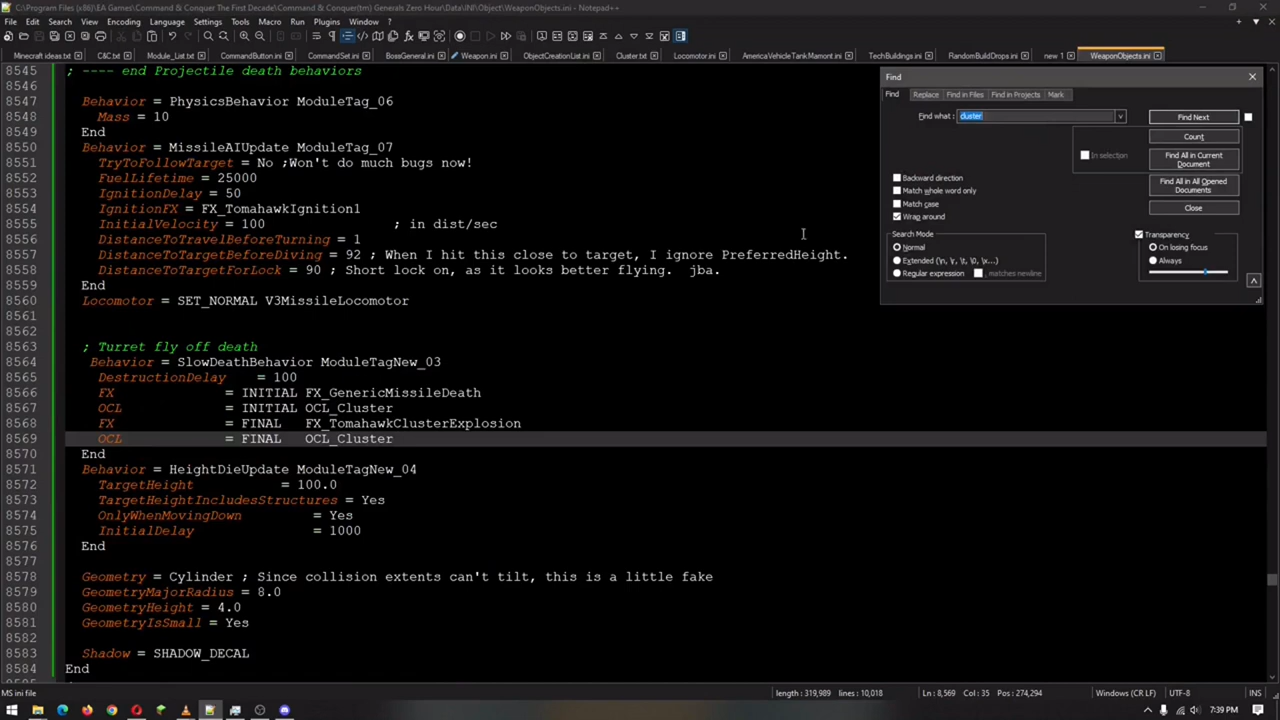 C:\Program Files (x86)\EA Games\Command & Conquer The First Decade\Command & Conquer(tm) Generals Zero Hour\Data\INI\Object\WeaponObjects.ini - Notepad++
File Edit Search View Encoding Language Settings Tools Macro Run Plugins Window ?
Minecraft ideas.txt C&C.txt Module_List.txt CommandButton.ini CommandSet.ini BossGeneral.ini Weapon.ini ObjectCreationList.ini Cluster.txt Locomotor.ini AmericaVehicleTankMamont.ini TechBuildings.ini RandomBuildDrops.ini new 1 WeaponObjects.ini
8545 ; ---- end Projectile death behaviors
8546
8547 Behavior = PhysicsBehavior ModuleTag_06
8548 Mass = 10
8549 End
8550 Behavior = MissileAIUpdate ModuleTag_07
8551 TryToFollowTarget = No ;Won't do much bugs now!
8552 FuelLifetime = 25000
8553 IgnitionDelay = 50
8554 IgnitionFX = FX_TomahawkIgnition1
8555 InitialVelocity = 100 ; in dist/sec
8556 DistanceToTravelBeforeTurning = 1
8557 DistanceToTargetBeforeDiving = 92 ; When I hit this close to target, I ignore PreferredHeight.
8558 DistanceToTargetForLock = 90 ; Short lock on, as it looks better flying. jba.
8559 End
8560 Locomotor = SET_NORMAL V3MissileLocomotor
8561
8562
8563 ; Turret fly off death
8564 Behavior = SlowDeathBehavior ModuleTagNew_03
8565 DestructionDelay = 100
8566 FX = INITIAL FX_GenericMissileDeath
8567 OCL = INITIAL OCL_Cluster
8568 FX = FINAL FX_TomahawkClusterExplosion
8569 OCL = FINAL OCL_Cluster
8570 End
8571 Behavior = HeightDieUpdate ModuleTagNew_04
8572 TargetHeight = 100.0
8573 TargetHeightIncludesStructures = Yes
8574 OnlyWhenMovingDown = Yes
8575 InitialDelay = 1000
8576 End
8577
8578 Geometry = Cylinder ; Since collision extents can't tilt, this is a little fake
8579 GeometryMajorRadius = 8.0
8580 GeometryHeight = 4.0
8581 GeometryIsSmall = Yes
8582
8583 Shadow = SHADOW_DECAL
8584 End
Find
Find Replace Find in Files Find in Projects Mark
Find what : cluster Find Next
Count
In selection
Find All in Current Document
Backward direction
Find All in All Opened Documents
Match whole word only
Match case
Close
Wrap around
Search Mode
Normal
Extended (\n, \r, \t, \0, \x...)
Regular expression . matches newline
Transparency
On losing focus
Always
MS ini file length : 319,989 lines : 10,018 Ln : 8,569 Col : 35 Pos : 274,294 Windows (CR LF) UTF-8 INS
7:39 PM